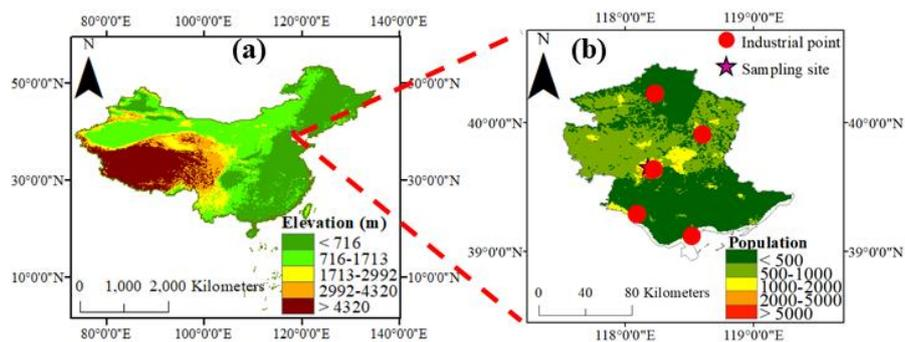 80°0'0"E 100°0'0"E 120°0'0"E 140°0'0"E
N
(a)
50°0'0"N
30°0'0"N
10°0'0"N
Elevation (m)
< 716
716-1713
1713-2992
2992-4320
> 4320
0 1,000 2,000 Kilometers
50°0'0"N
30°0'0"N
10°0'0"N
80°0'0"E 100°0'0"E 120°0'0"E 140°0'0"E
118°0'0"E 119°0'0"E
N
(b)
Industrial point
Sampling site
40°0'0"N
39°0'0"N
Population
< 500
500-1000
1000-2000
2000-5000
> 5000
0 40 80 Kilometers
40°0'0"N
39°0'0"N
118°0'0"E 119°0'0"E